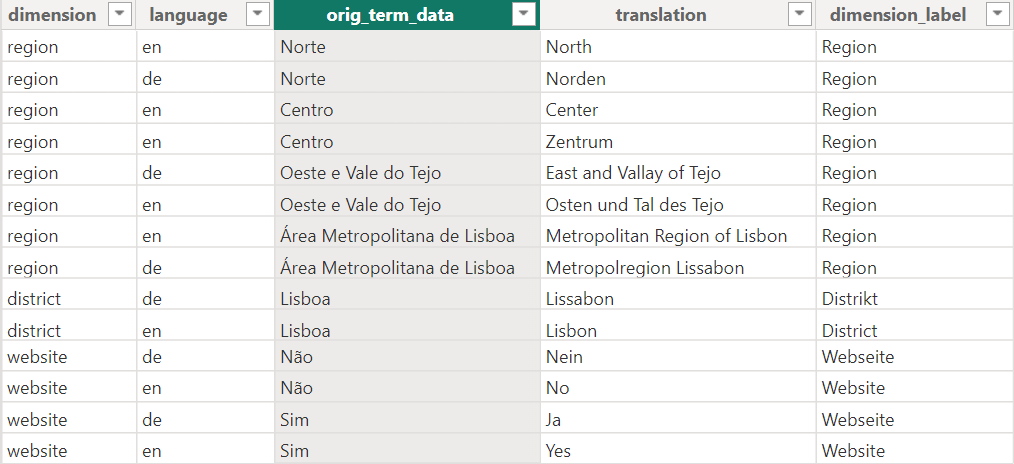 dimension language orig_term_data translation dimension_label
region en Norte North Region
region de Norte Norden Region
region en Centro Center Region
region en Centro Zentrum Region
region de Oeste e Vale do Tejo East and Vallay of Tejo Region
region en Oeste e Vale do Tejo Osten und Tal des Tejo Region
region en Área Metropolitana de Lisboa Metropolitan Region of Lisbon Region
region de Área Metropolitana de Lisboa Metropolregion Lissabon Region
district de Lisboa Lissabon Distrikt
district en Lisboa Lisbon District
website de Não Nein Webseite
website en Não No Website
website de Sim Ja Webseite
website en Sim Yes Website